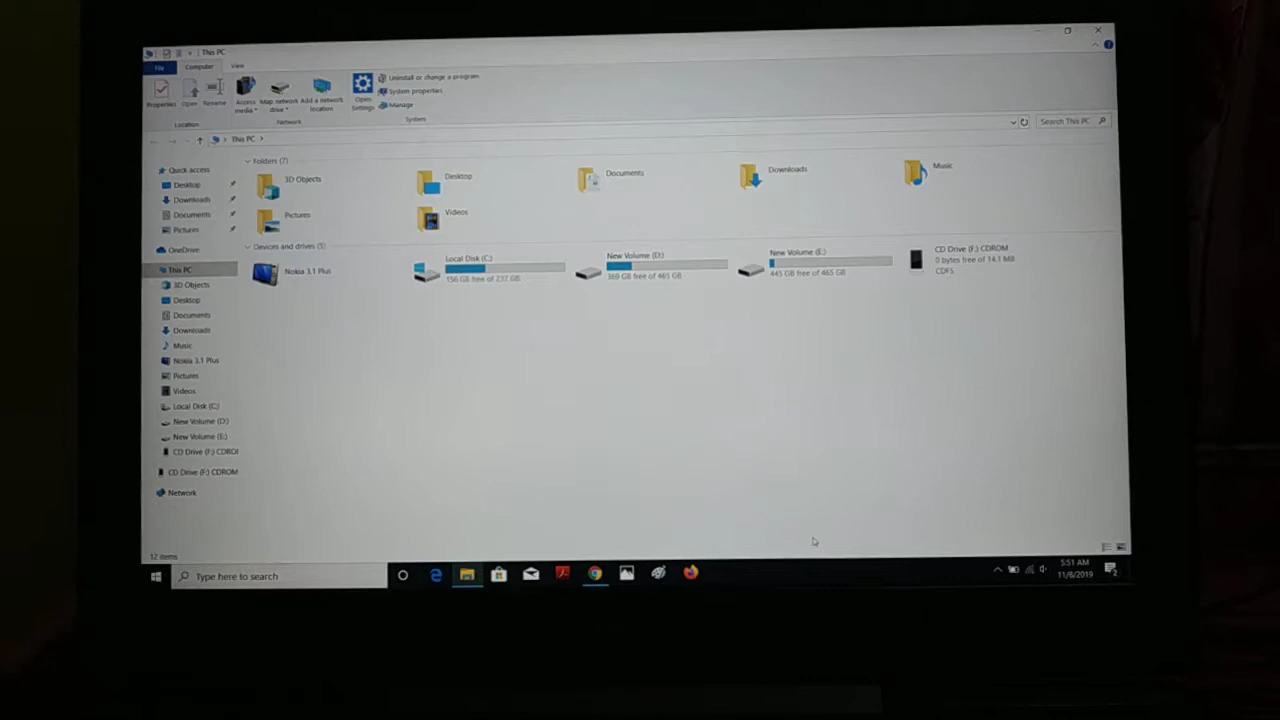 This PC
File
Computer
View
Properties
Open
Rename
Access media
Map network drive
Add a network location
Open Settings
Uninstall or change a program
System properties
Manage
Location
Network
System
This PC
Search This PC
Quick access
Desktop
Downloads
Documents
Pictures
OneDrive
This PC
3D Objects
Desktop
Documents
Downloads
Music
Nokia 3.1 Plus
Pictures
Videos
Local Disk (C:)
New Volume (D:)
New Volume (E:)
CD Drive (F:) CDROI
CD Drive (F:) CDROM
Network
Folders (7)
3D Objects
Desktop
Documents
Downloads
Music
Pictures
Videos
Devices and drives (5)
Nokia 3.1 Plus
Local Disk (C:)
156 GB free of 237 GB
New Volume (D:)
369 GB free of 465 GB
New Volume (E:)
445 GB free of 465 GB
CD Drive (F:) CDROM
0 bytes free of 14.1 MB
CDFS
12 items
Type here to search
5:51 AM
11/8/2019
2